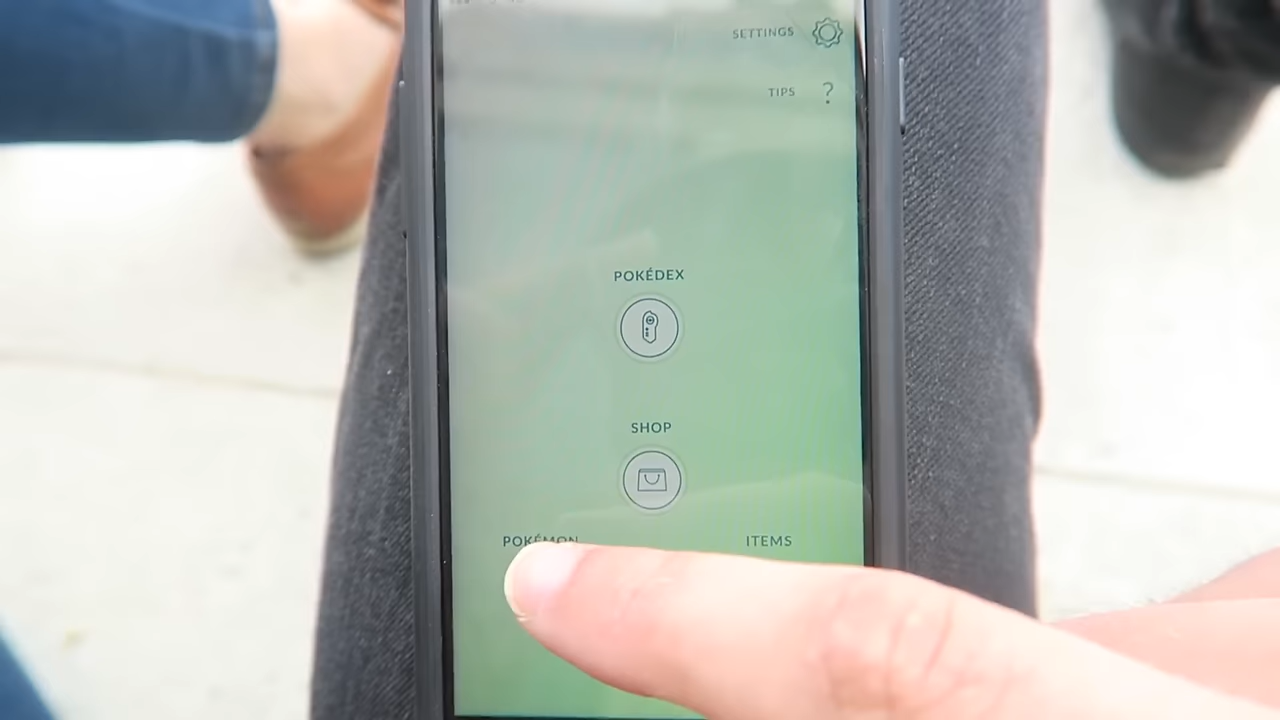 SETTINGS
TIPS ?
POKÉDEX
SHOP
POKÉMON ITEMS